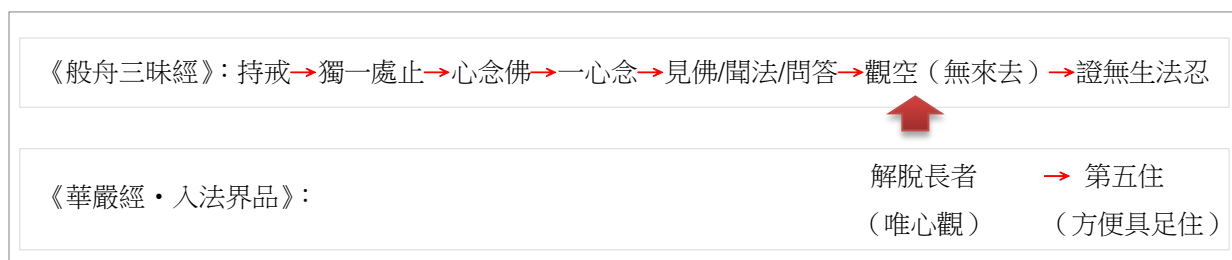 《般舟三昧經》：持戒→獨一處止→心念佛→一心念→見佛/聞法/問答→觀空（無來去）→證無生法忍
解脫長者 → 第五住
《華嚴經・入法界品》：
（唯心觀） （方便具足住）